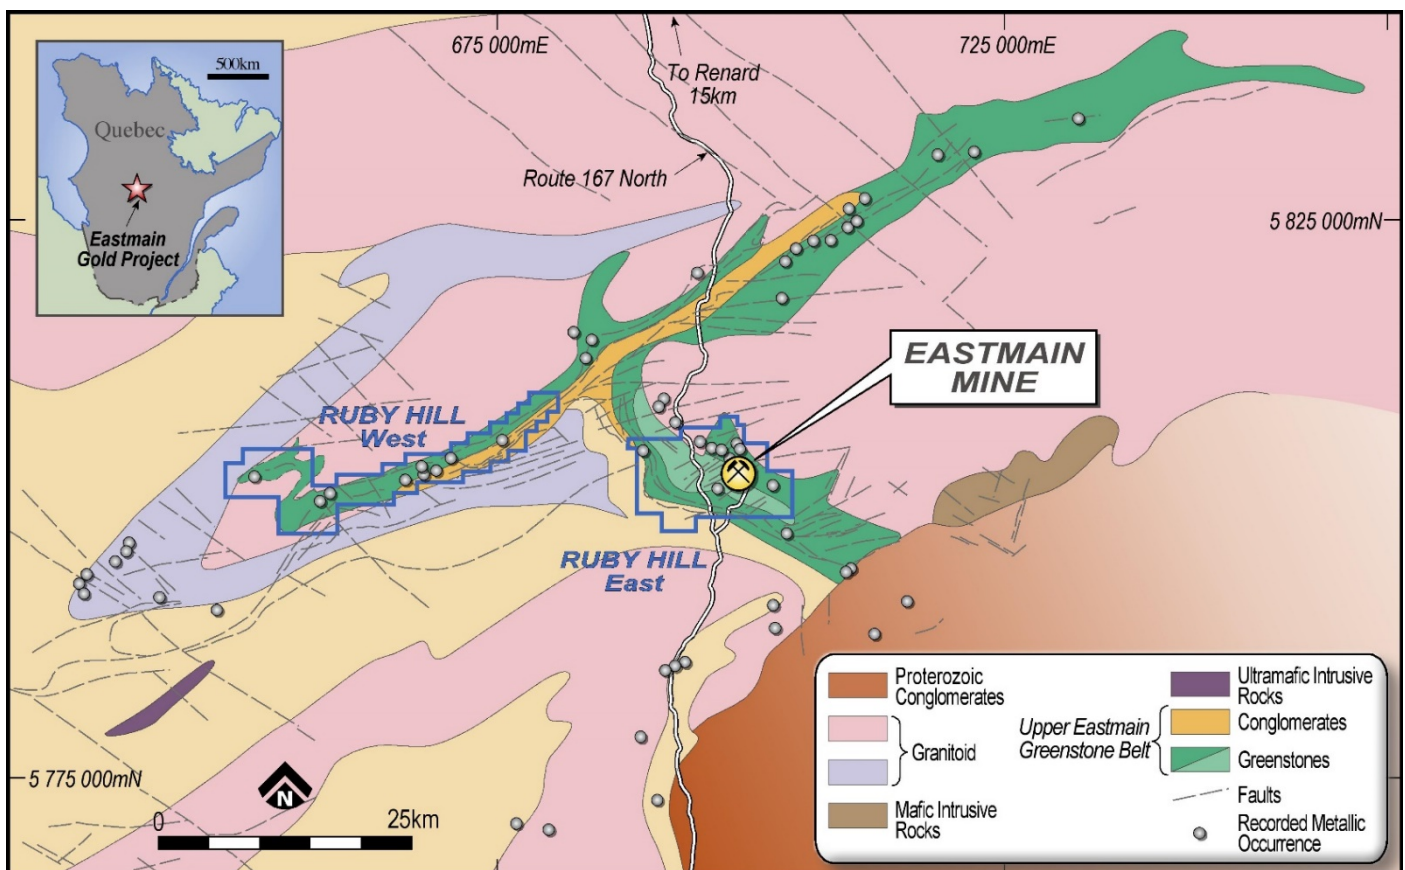 675 000mE
725 000mE
To Renard
15km
500km
Quebec
Route 167 North
Eastmain
Gold Project
5 825 000mN
EASTMAIN
MINE
RUBY HILL
West
RUBY HILL
East
5 775 000mN
N
0
25km
Proterozoic
Conglomerates
Granitoid
Mafic Intrusive
Rocks
Ultramafic Intrusive
Rocks
Upper Eastmain
Greenstone Belt
Conglomerates
Greenstones
Faults
Recorded Metallic
Occurrence